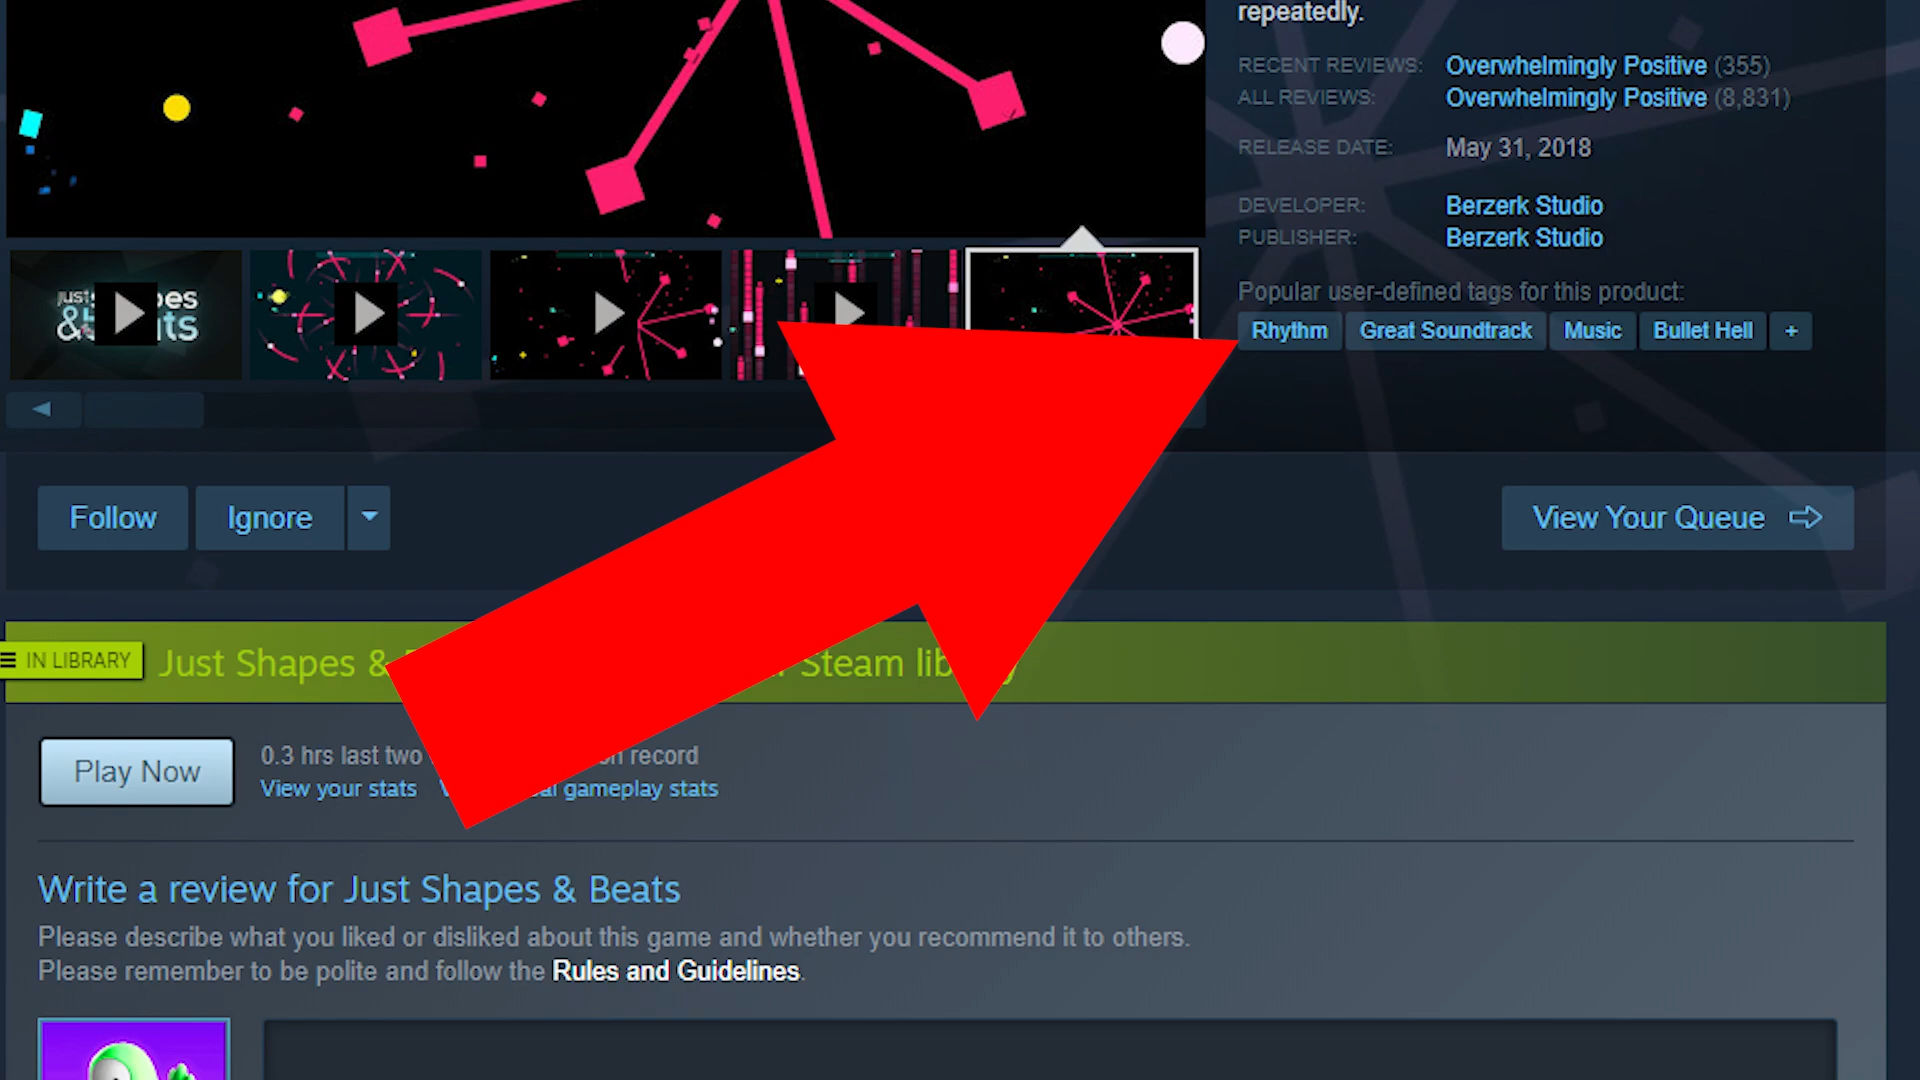 repeatedly.
RECENT REVIEWS: Overwhelmingly Positive (355)
ALL REVIEWS: Overwhelmingly Positive (8,831)
RELEASE DATE: May 31, 2018
DEVELOPER: Berzerk Studio
PUBLISHER: Berzerk Studio
Popular user-defined tags for this product:
Rhythm Great Soundtrack Music Bullet Hell +
Follow Ignore View Your Queue
IN LIBRARY Just Shapes & Steam
Play Now
0.3 hrs last two record
View your stats gameplay stats
Write a review for Just Shapes & Beats
Please describe what you liked or disliked about this game and whether you recommend it to others.
Please remember to be polite and follow the Rules and Guidelines.